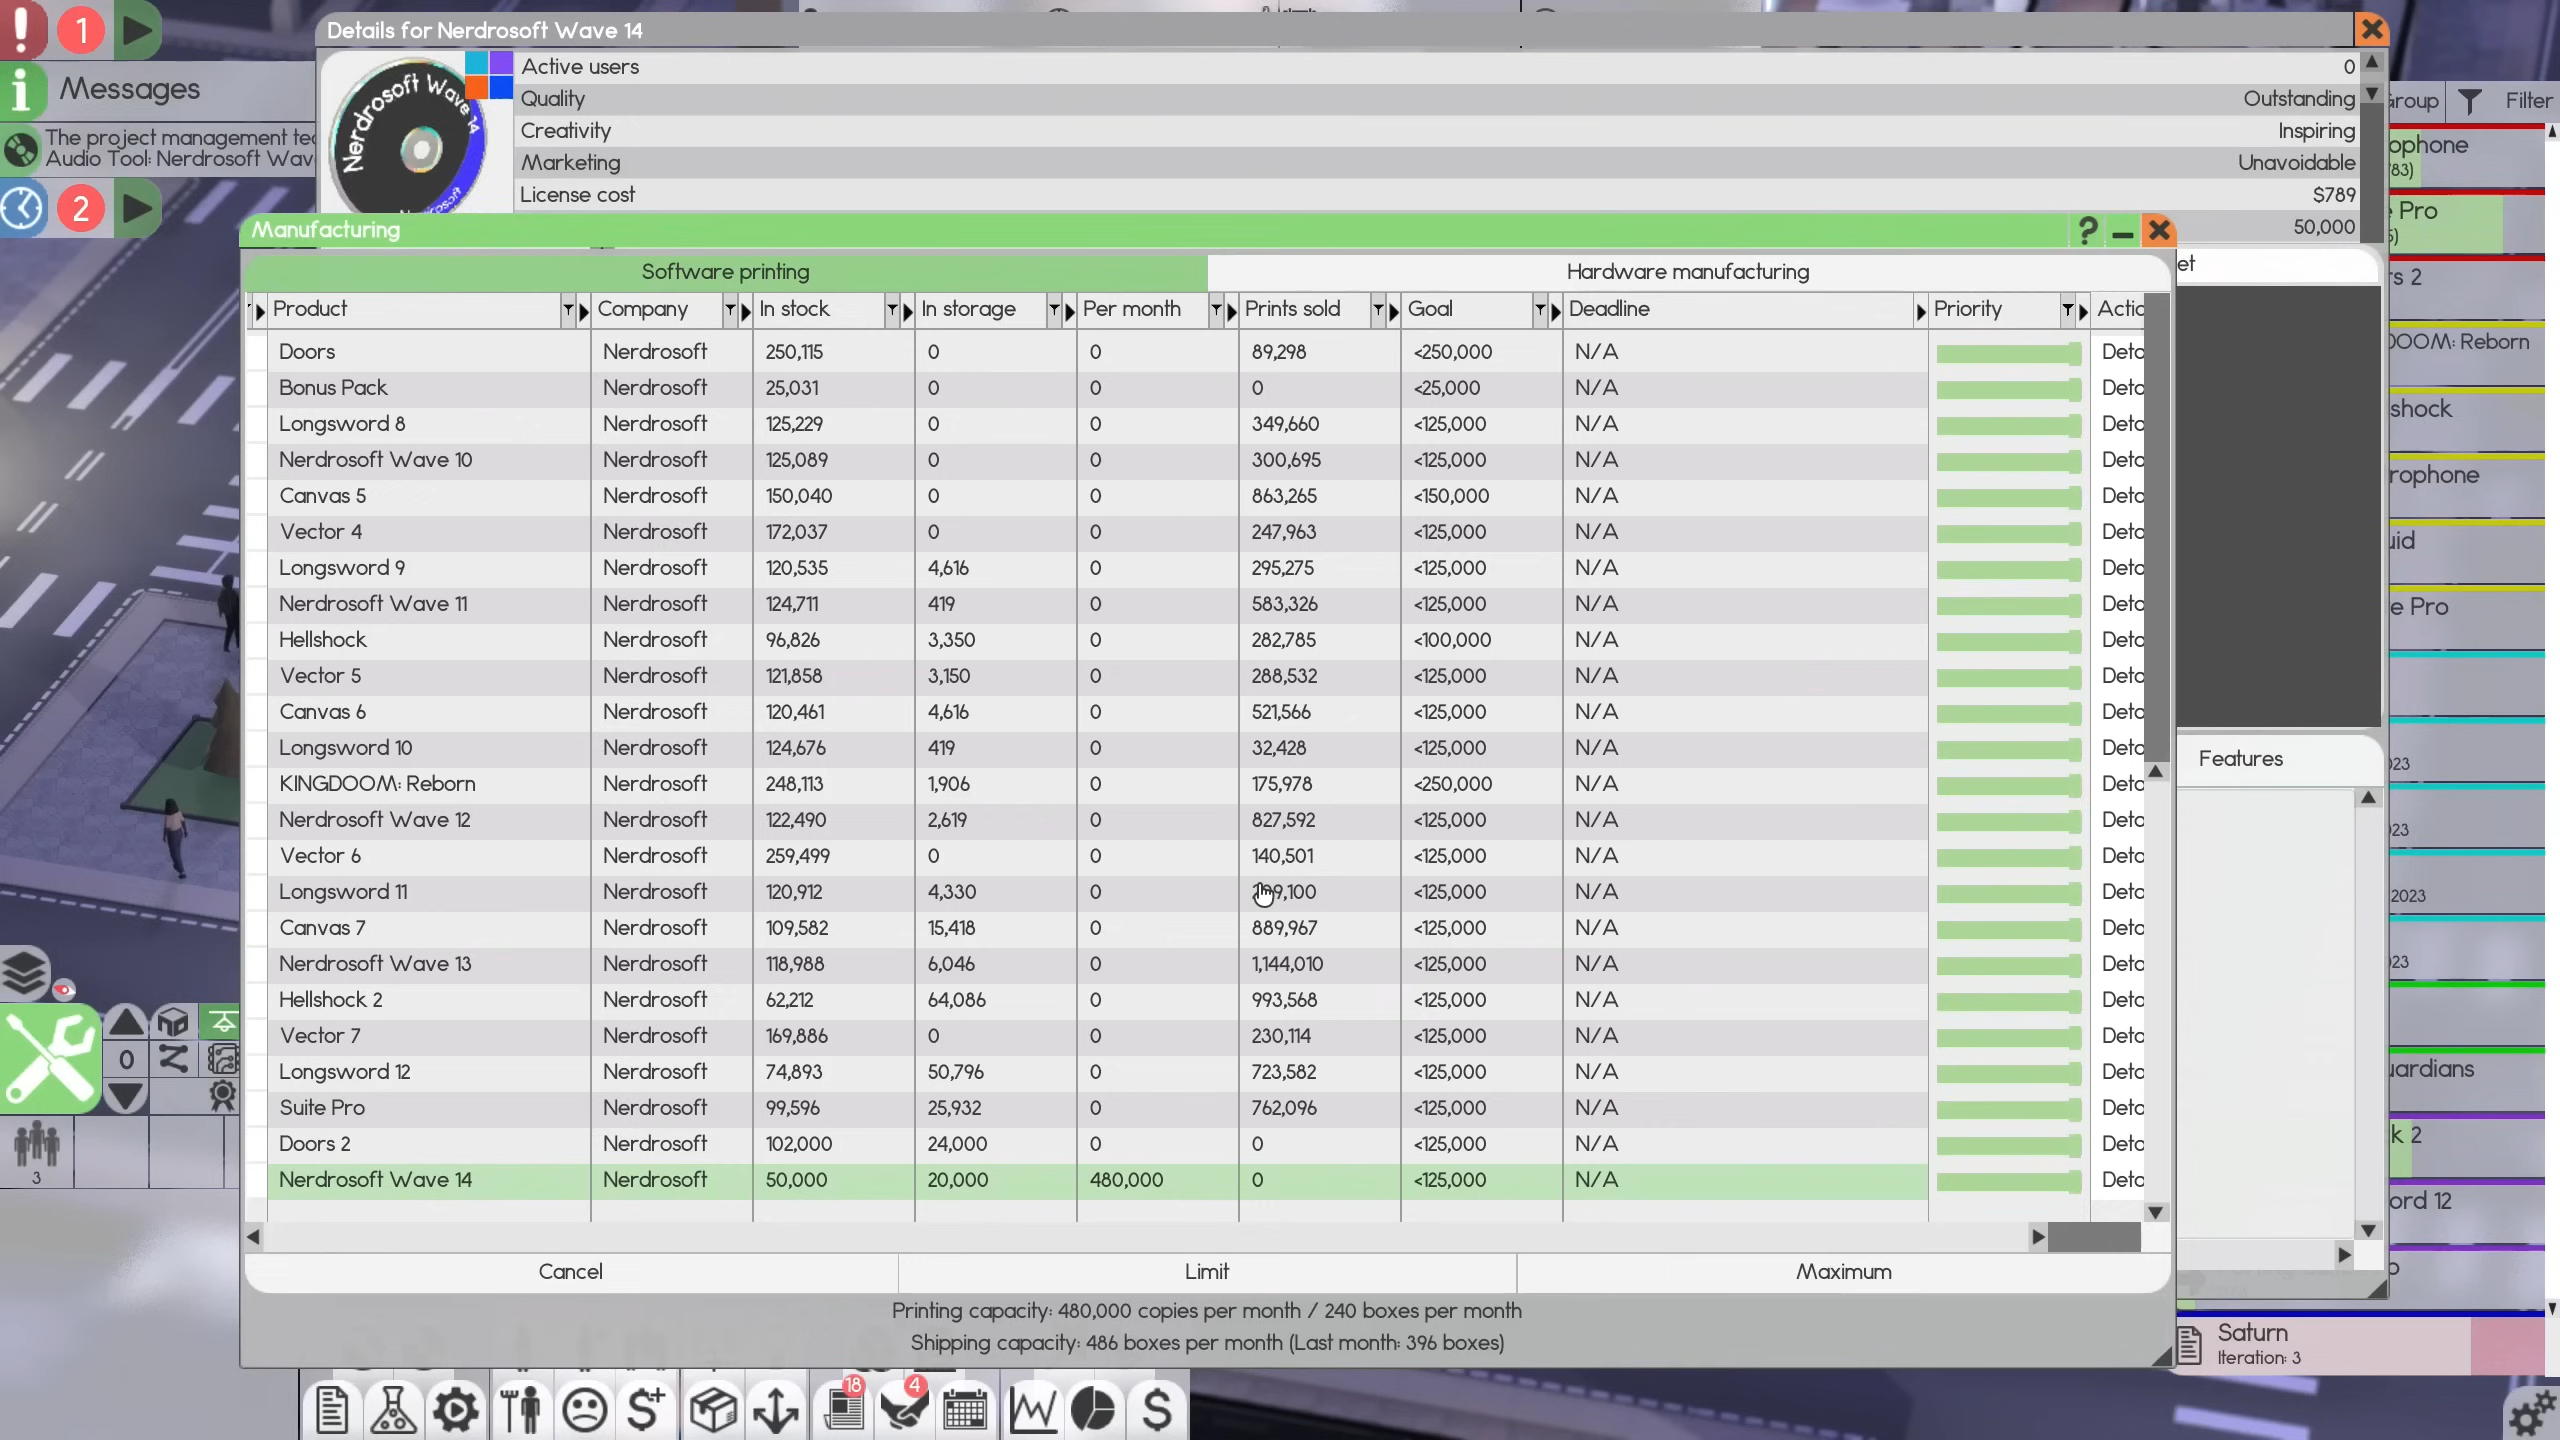 1
Details for Nerdrosoft Wave 14
Messages
The project management
Audio Tool: Nerdrosoft
2
Nerdrosoft Wave 14
Active users 0
Quality Outstanding
Creativity Inspiring
Marketing Unavoidable
License cost $789
50,000
Filter
Manufacturing ?
Software printing Hardware manufacturing
Product Company In stock In storage Per month Prints sold Goal Deadline Priority
Doors Nerdrosoft 250,115 0 0 89,298 <250,000 N/A
Bonus Pack Nerdrosoft 25,031 0 0 0 <25,000 N/A
Longsword 8 Nerdrosoft 125,229 0 0 349,660 <125,000 N/A
Nerdrosoft Wave 10 Nerdrosoft 125,089 0 0 300,695 <125,000 N/A
Canvas 5 Nerdrosoft 150,040 0 0 863,265 <150,000 N/A
Vector 4 Nerdrosoft 172,037 0 0 247,963 <125,000 N/A
Longsword 9 Nerdrosoft 120,535 4,616 0 295,275 <125,000 N/A
Nerdrosoft Wave 11 Nerdrosoft 124,711 419 0 583,326 <125,000 N/A
Hellshock Nerdrosoft 96,826 3,350 0 282,785 <100,000 N/A
Vector 5 Nerdrosoft 121,858 3,150 0 288,532 <125,000 N/A
Canvas 6 Nerdrosoft 120,461 4,616 0 521,566 <125,000 N/A
Longsword 10 Nerdrosoft 124,676 419 0 32,428 <125,000 N/A
KINGDOOM: Reborn Nerdrosoft 248,113 1,906 0 175,978 <250,000 N/A
Nerdrosoft Wave 12 Nerdrosoft 122,490 2,619 0 827,592 <125,000 N/A
Vector 6 Nerdrosoft 259,499 0 0 140,501 <125,000 N/A
Longsword 11 Nerdrosoft 120,912 4,330 0 <125,000 N/A
Canvas 7 Nerdrosoft 109,582 15,418 0 889,967 <125,000 N/A
Nerdrosoft Wave 13 Nerdrosoft 118,988 6,046 0 1,144,010 <125,000 N/A
Hellshock 2 Nerdrosoft 62,212 64,086 0 993,568 <125,000 N/A
Vector 7 Nerdrosoft 169,886 0 0 230,114 <125,000 N/A
Longsword 12 Nerdrosoft 74,893 50,796 0 723,582 <125,000 N/A
Suite Pro Nerdrosoft 99,596 25,932 0 762,096 <125,000 N/A
Doors 2 Nerdrosoft 102,000 24,000 0 0 <125,000 N/A
Nerdrosoft Wave 14 Nerdrosoft 50,000 20,000 480,000 0 <125,000 N/A
Cancel Limit Maximum
Printing capacity: 480,000 copies per month / 240 boxes per month
Shipping capacity: 486 boxes per month (Last month: 396 boxes)
Pro
2
Reborn
Pro
Features
2023
2
12
Saturn
Iteration: 3
0
3
18
4